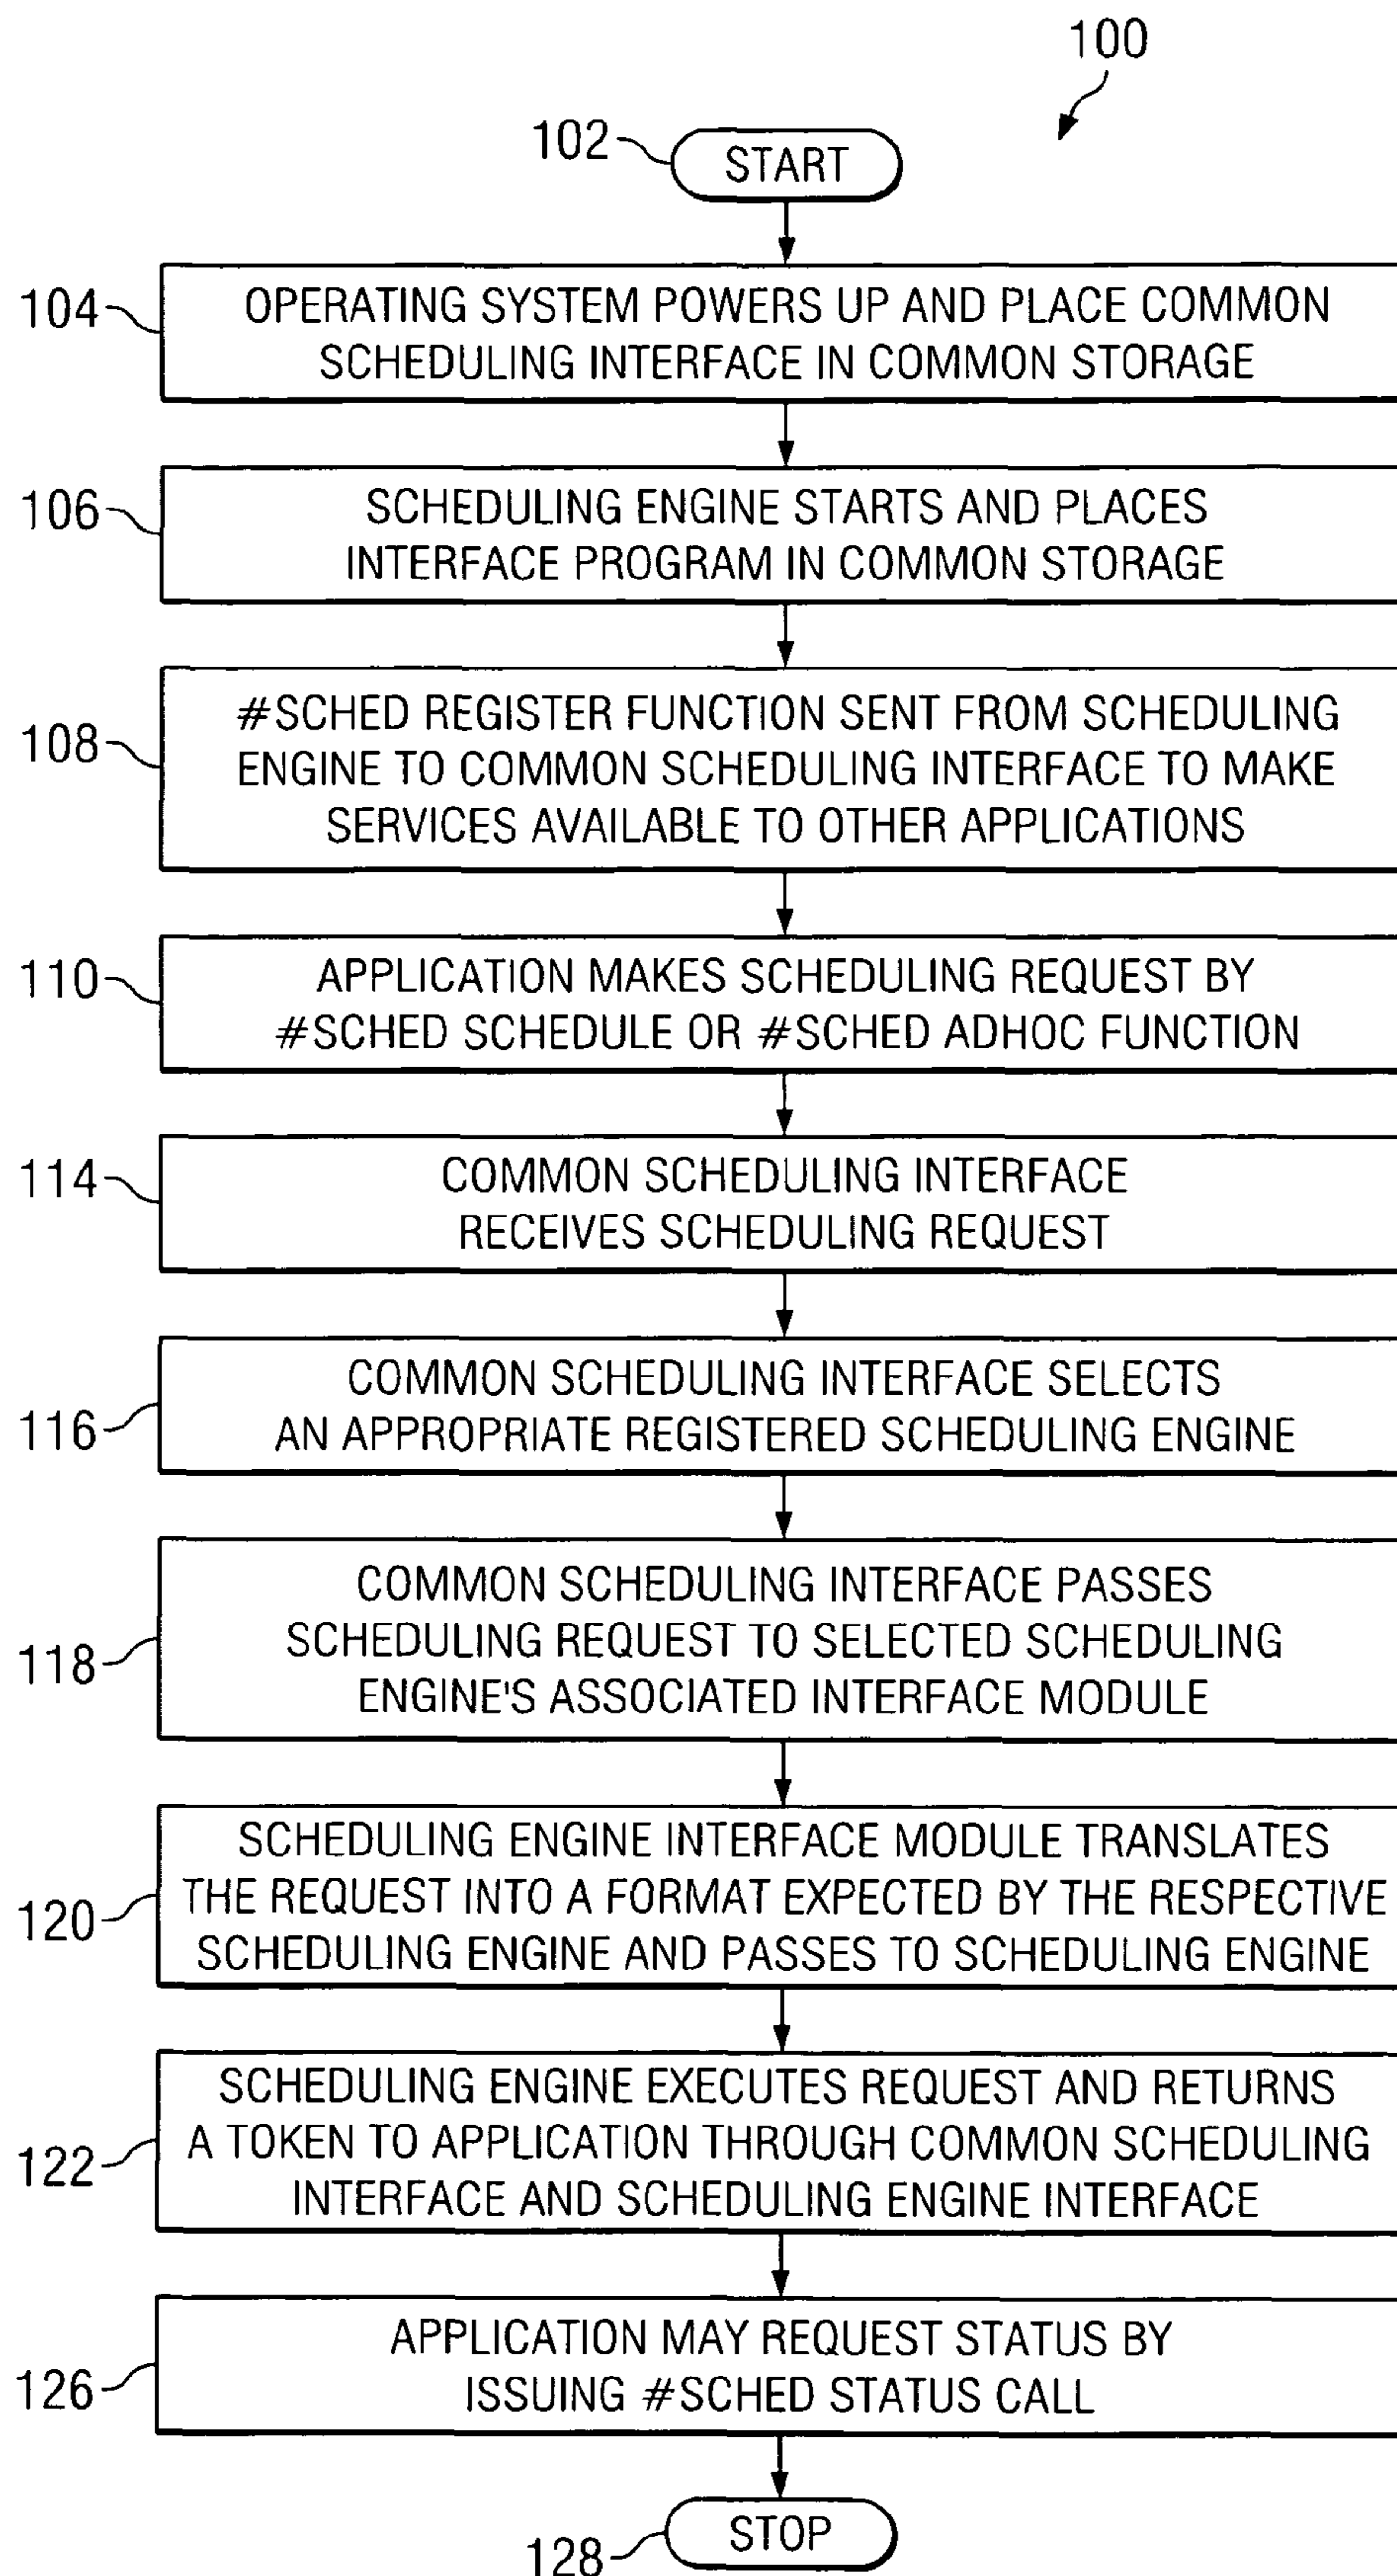 100
102
START
104
OPERATING SYSTEM POWERS UP AND PLACE COMMON
SCHEDULING INTERFACE IN COMMON STORAGE
106
SCHEDULING ENGINE STARTS AND PLACES
INTERFACE PROGRAM IN COMMON STORAGE
108
#SCHED REGISTER FUNCTION SENT FROM SCHEDULING
ENGINE TO COMMON SCHEDULING INTERFACE TO MAKE
SERVICES AVAILABLE TO OTHER APPLICATIONS
110
APPLICATION MAKES SCHEDULING REQUEST BY
#SCHED SCHEDULE OR #SCHED ADHOC FUNCTION
114
COMMON SCHEDULING INTERFACE
RECEIVES SCHEDULING REQUEST
116
COMMON SCHEDULING INTERFACE SELECTS
AN APPROPRIATE REGISTERED SCHEDULING ENGINE
118
COMMON SCHEDULING INTERFACE PASSES
SCHEDULING REQUEST TO SELECTED SCHEDULING
ENGINE'S ASSOCIATED INTERFACE MODULE
120
SCHEDULING ENGINE INTERFACE MODULE TRANSLATES
THE REQUEST INTO A FORMAT EXPECTED BY THE RESPECTIVE
SCHEDULING ENGINE AND PASSES TO SCHEDULING ENGINE
122
SCHEDULING ENGINE EXECUTES REQUEST AND RETURNS
A TOKEN TO APPLICATION THROUGH COMMON SCHEDULING
INTERFACE AND SCHEDULING ENGINE INTERFACE
126
APPLICATION MAY REQUEST STATUS BY
ISSUING #SCHED STATUS CALL
128
STOP